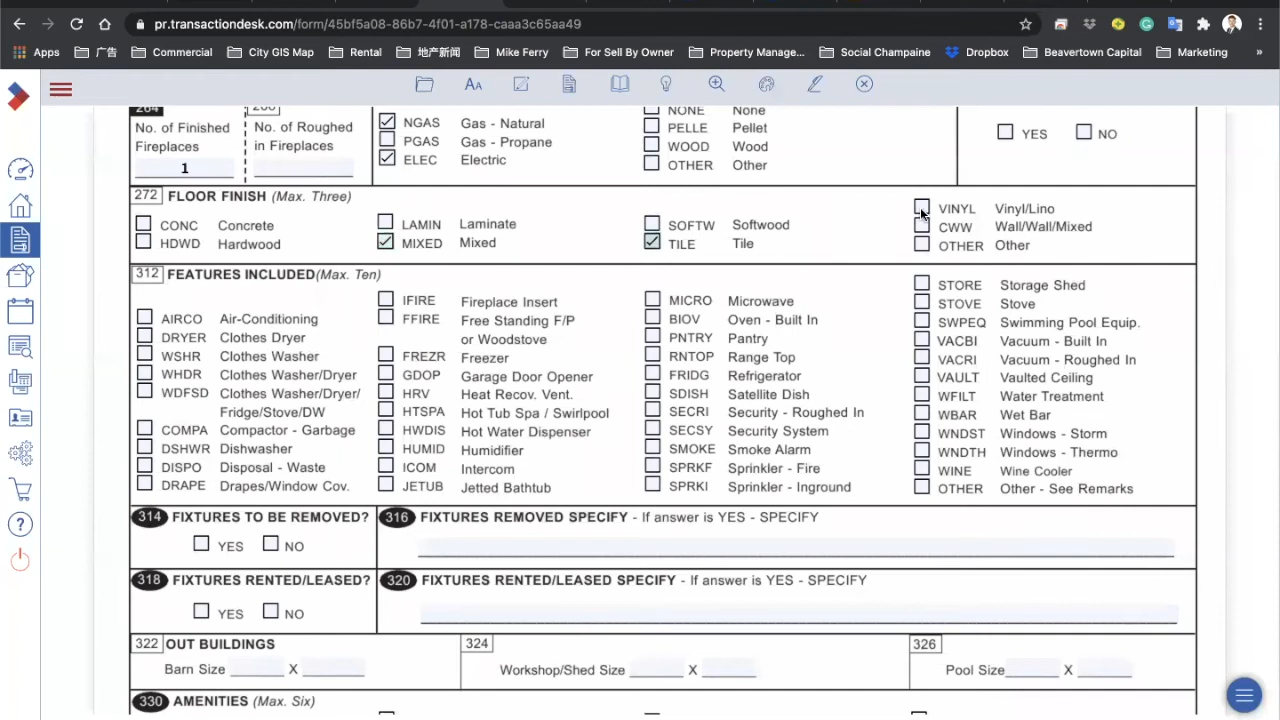 pr.transactiondesk.com/form/45bf5a08-86b7-4f01-a178-caaa3c65aa49
Apps 广告 Commercial City GIS Map Rental 地产新闻 Mike Ferry For Sell By Owner Property Manage... Social Champaine Dropbox Beavertown Capital Marketing »
264
No. of Finished Fireplaces
1
No. of Roughed in Fireplaces
NGAS Gas - Natural
PGAS Gas - Propane
ELEC Electric
NONE None
PELLE Pellet
WOOD Wood
OTHER Other
YES NO
272 FLOOR FINISH (Max. Three)
CONC Concrete
HDWD Hardwood
LAMIN Laminate
MIXED Mixed
SOFTW Softwood
TILE Tile
VINYL Vinyl/Lino
CWW Wall/Wall/Mixed
OTHER Other
312 FEATURES INCLUDED(Max. Ten)
AIRCO Air-Conditioning
DRYER Clothes Dryer
WSHR Clothes Washer
WHDR Clothes Washer/Dryer
WDFSD Clothes Washer/Dryer/
Fridge/Stove/DW
COMPA Compactor - Garbage
DSHWR Dishwasher
DISPO Disposal - Waste
DRAPE Drapes/Window Cov.
IFIRE Fireplace Insert
FFIRE Free Standing F/P
or Woodstove
FREZR Freezer
GDOP Garage Door Opener
HRV Heat Recov. Vent.
HTSPA Hot Tub Spa / Swirlpool
HWDIS Hot Water Dispenser
HUMID Humidifier
ICOM Intercom
JETUB Jetted Bathtub
MICRO Microwave
BIOV Oven - Built In
PNTRY Pantry
RNTOP Range Top
FRIDG Refrigerator
SDISH Satellite Dish
SECRI Security - Roughed In
SECSY Security System
SMOKE Smoke Alarm
SPRKF Sprinkler - Fire
SPRKI Sprinkler - Inground
STORE Storage Shed
STOVE Stove
SWPEQ Swimming Pool Equip.
VACBI Vacuum - Built In
VACRI Vacuum - Roughed In
VAULT Vaulted Ceiling
WFILT Water Treatment
WBAR Wet Bar
WNDST Windows - Storm
WNDTH Windows - Thermo
WINE Wine Cooler
OTHER Other - See Remarks
314 FIXTURES TO BE REMOVED?
YES NO
316 FIXTURES REMOVED SPECIFY - If answer is YES - SPECIFY
318 FIXTURES RENTED/LEASED?
YES NO
320 FIXTURES RENTED/LEASED SPECIFY - If answer is YES - SPECIFY
322 OUT BUILDINGS
Barn Size X
324
Workshop/Shed Size X
326
Pool Size X
330 AMENITIES (Max. Six)